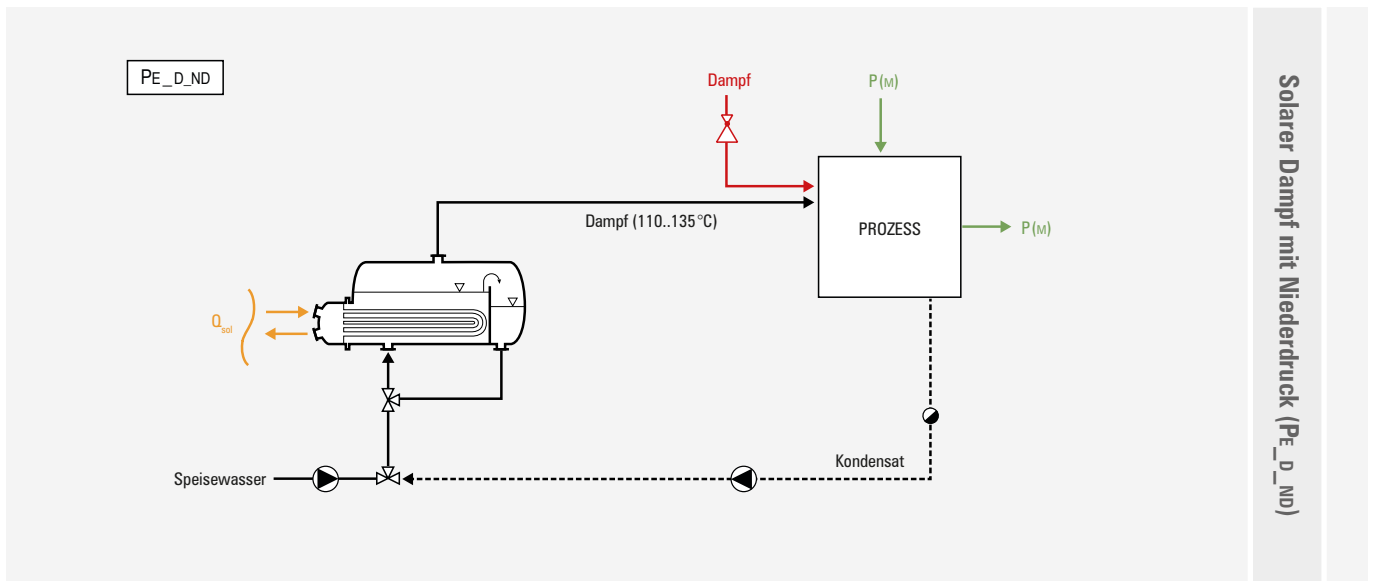 PE_D_ND
Dampf
P(M)
Dampf (110..135°C)
PROZESS
P(M)
Qsol
Kondensat
Speisewasser
Solarer Dampf mit Niederdruck (PE_D_ND)